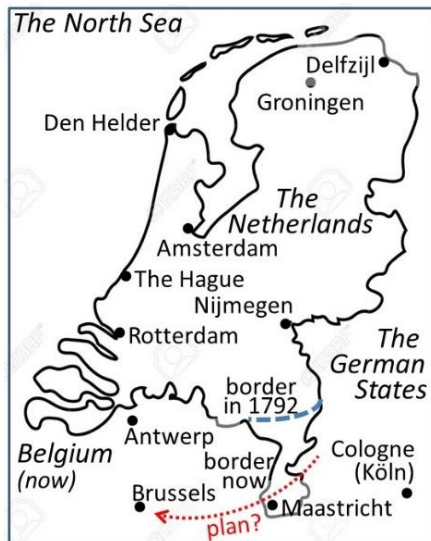 The North Sea
Delfzijl
Groningen
Den Helder
The
Netherlands
Amsterdam
The Hague
Nijmegen
Rotterdam
The
German
States
border
in 1792
Belgium
(now)
Antwerp
border
now
Cologne
(Köln)
Brussels
Maastricht
plan?